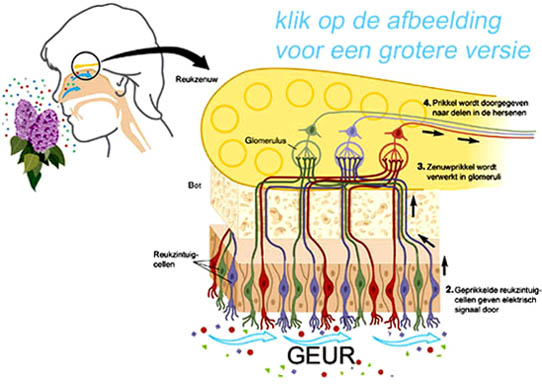 klik op de afbeelding
voor een grotere versie
Reukzenuw
4. Prikkel wordt doorgegeven
naar delen in de hersenen
Glomerulus
3. Zenuwprikkel wordt
verwerkt in glomeruli
Bot
Reukzintuig-
cellen
2. Geprikkelde reukzintuig-
cellen geven elektrisch
signaal door
GEUR